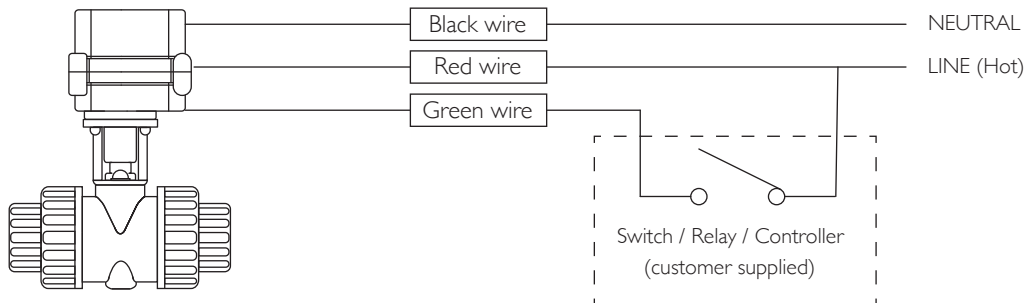 Black wire
NEUTRAL
Red wire
LINE (Hot)
Green wire
Switch / Relay / Controller
(customer supplied)